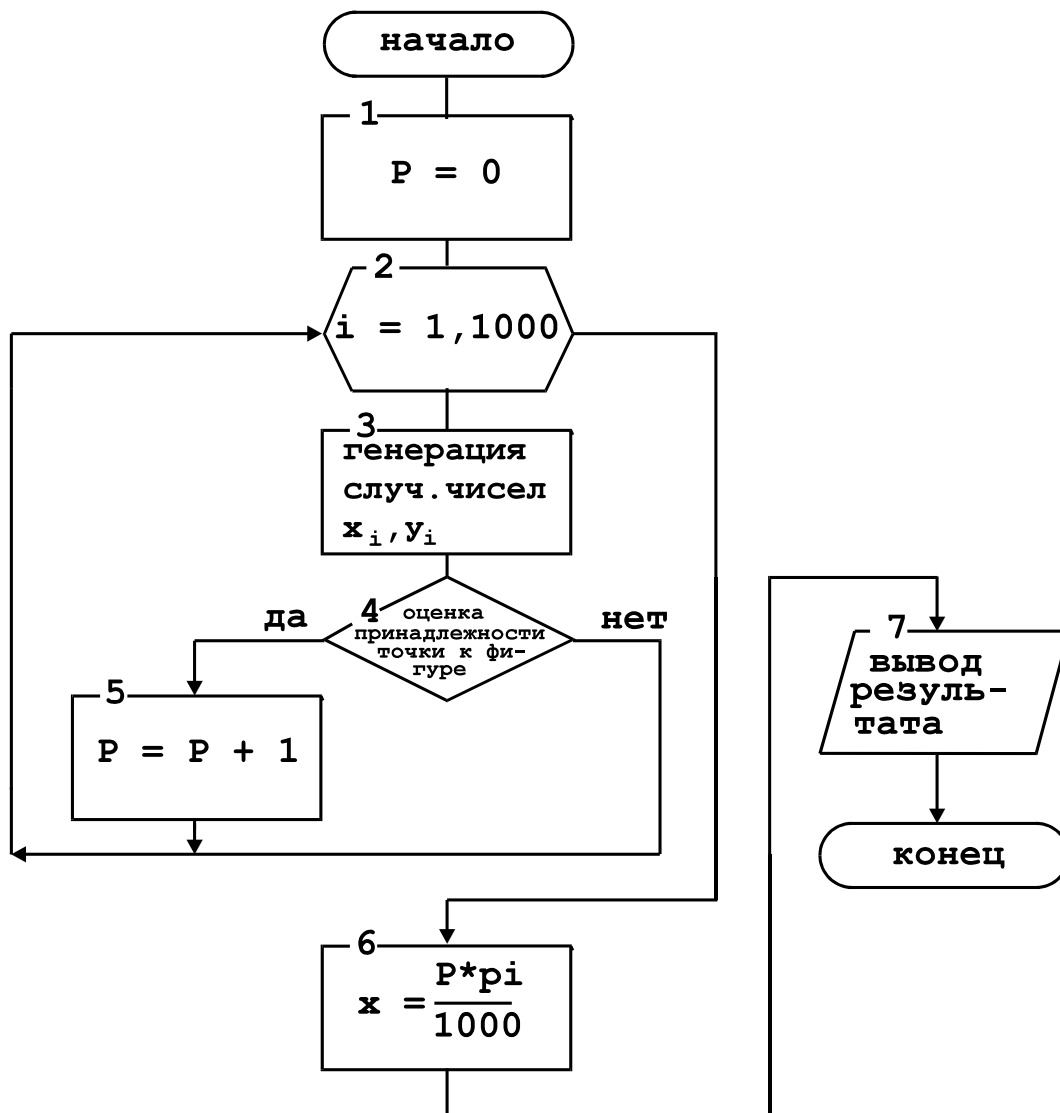 начало
1
P = 0
2
i = 1,1000
3
генерация
случ.чисел
xi,yi
да
4 оценка
принадлежности
точки к фи-
гуре
нет
5
P = P + 1
6
P*pi
x =
1000
7
вывод
резуль-
тата
конец